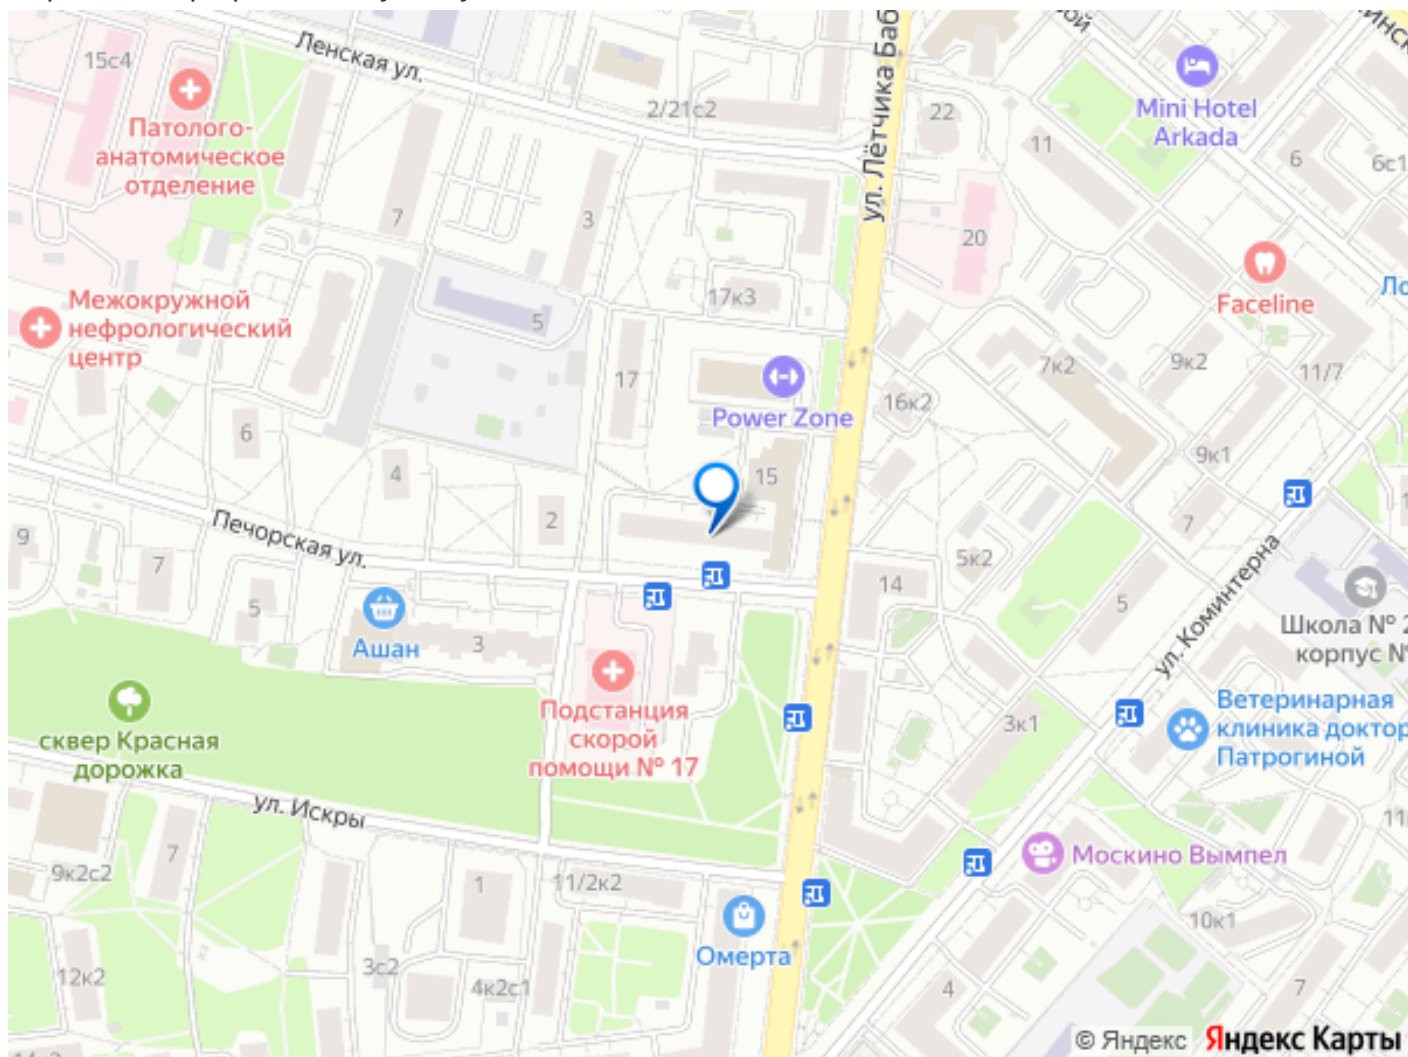 Ленская ул.
15с4
Патолого-
анатомическое
отделение
2/21с2
ул. Лётчика Баб
22
Mini Hotel
Arkada
11
6
6с1
7
3
20
Faceline
Межокружной
нефрологический
центр
5
17к3
17
Power Zone
16к2
7к2
9к2
11/7
9к1
6
4
2
15
7
Печорская ул.
9
7
5
Ашан
3
14
5к2
5
ул. Коминтерна
Школа № 2
корпус №
Подстанция
скорой
помощи № 17
сквер Красная
дорожка
3к1
Ветеринарная
клиника доктор
Патрогиной
ул. Искры
9к2с2
7
1
11/2к2
Москино Вымпел
Омерта
10к1
12к2
3с2
4к2с1
4
7
© Яндекс Яндекс Карты